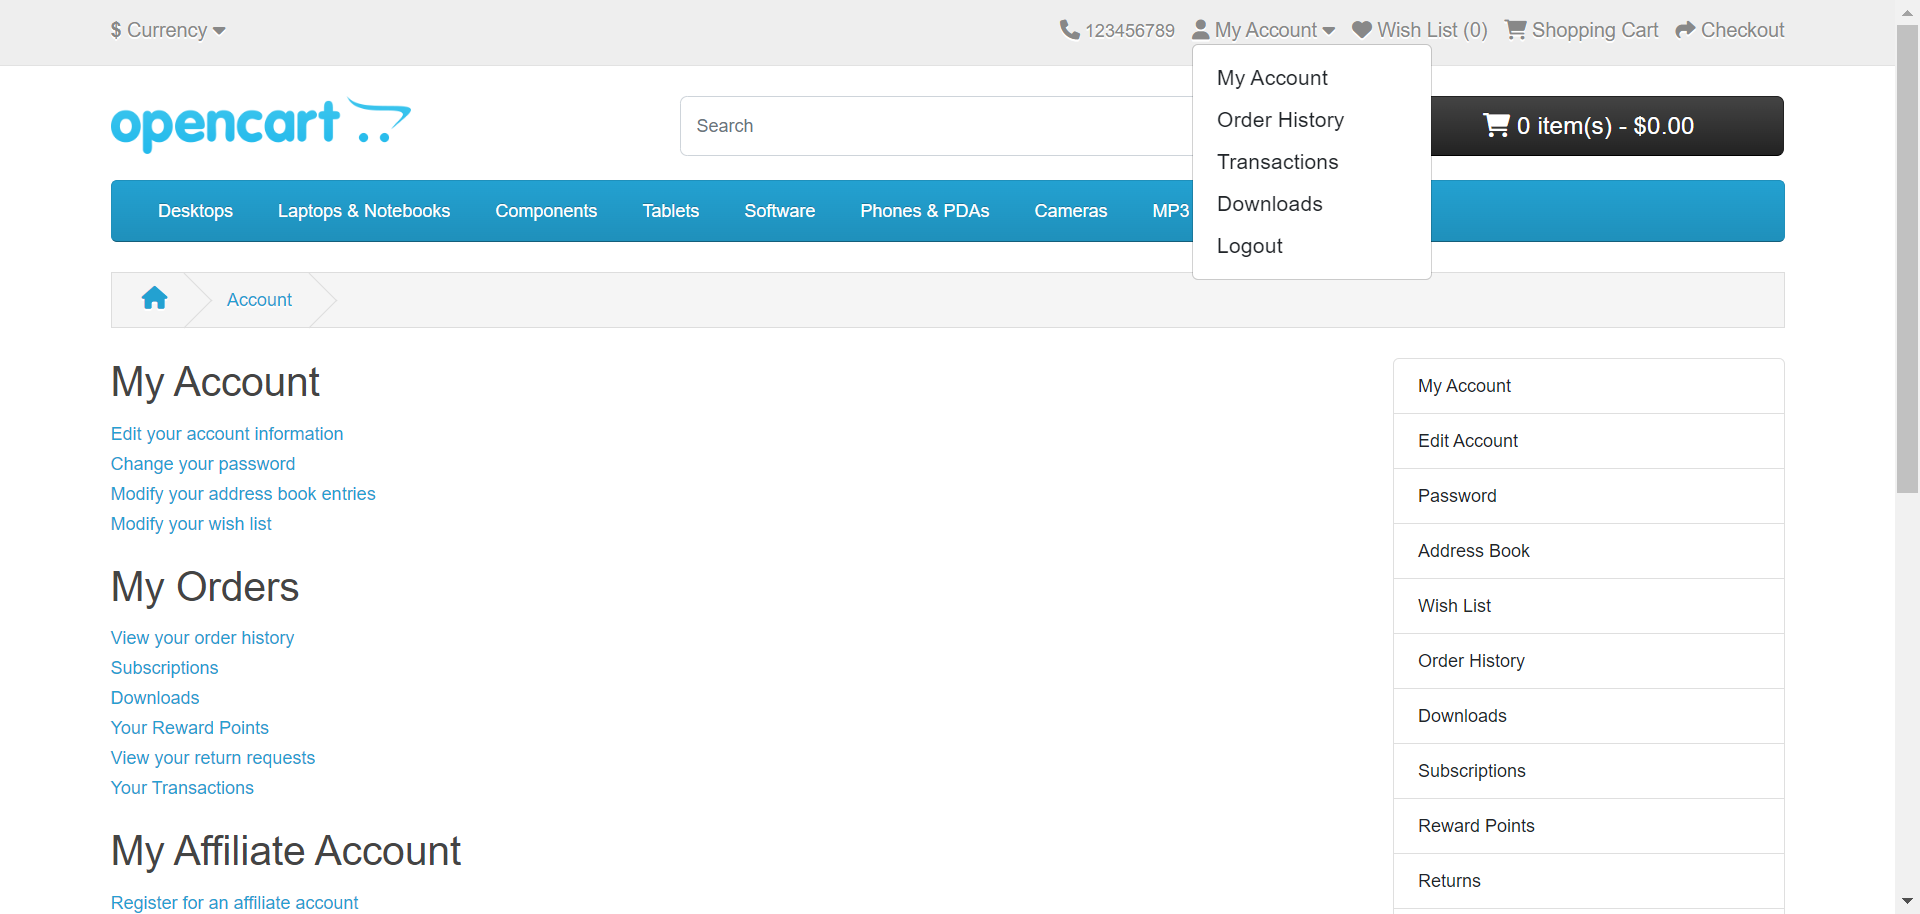 $ Currency
123456789 My Account Wish List (0) Shopping Cart Checkout
opencart
Search
My Account
Order History
Transactions
Downloads
Logout
0 item(s) - $0.00
Desktops Laptops & Notebooks Components Tablets Software Phones & PDAs Cameras MP3
Account
My Account
Edit your account information
Change your password
Modify your address book entries
Modify your wish list
My Orders
View your order history
Subscriptions
Downloads
Your Reward Points
View your return requests
Your Transactions
My Affiliate Account
Register for an affiliate account
My Account
Edit Account
Password
Address Book
Wish List
Order History
Downloads
Subscriptions
Reward Points
Returns